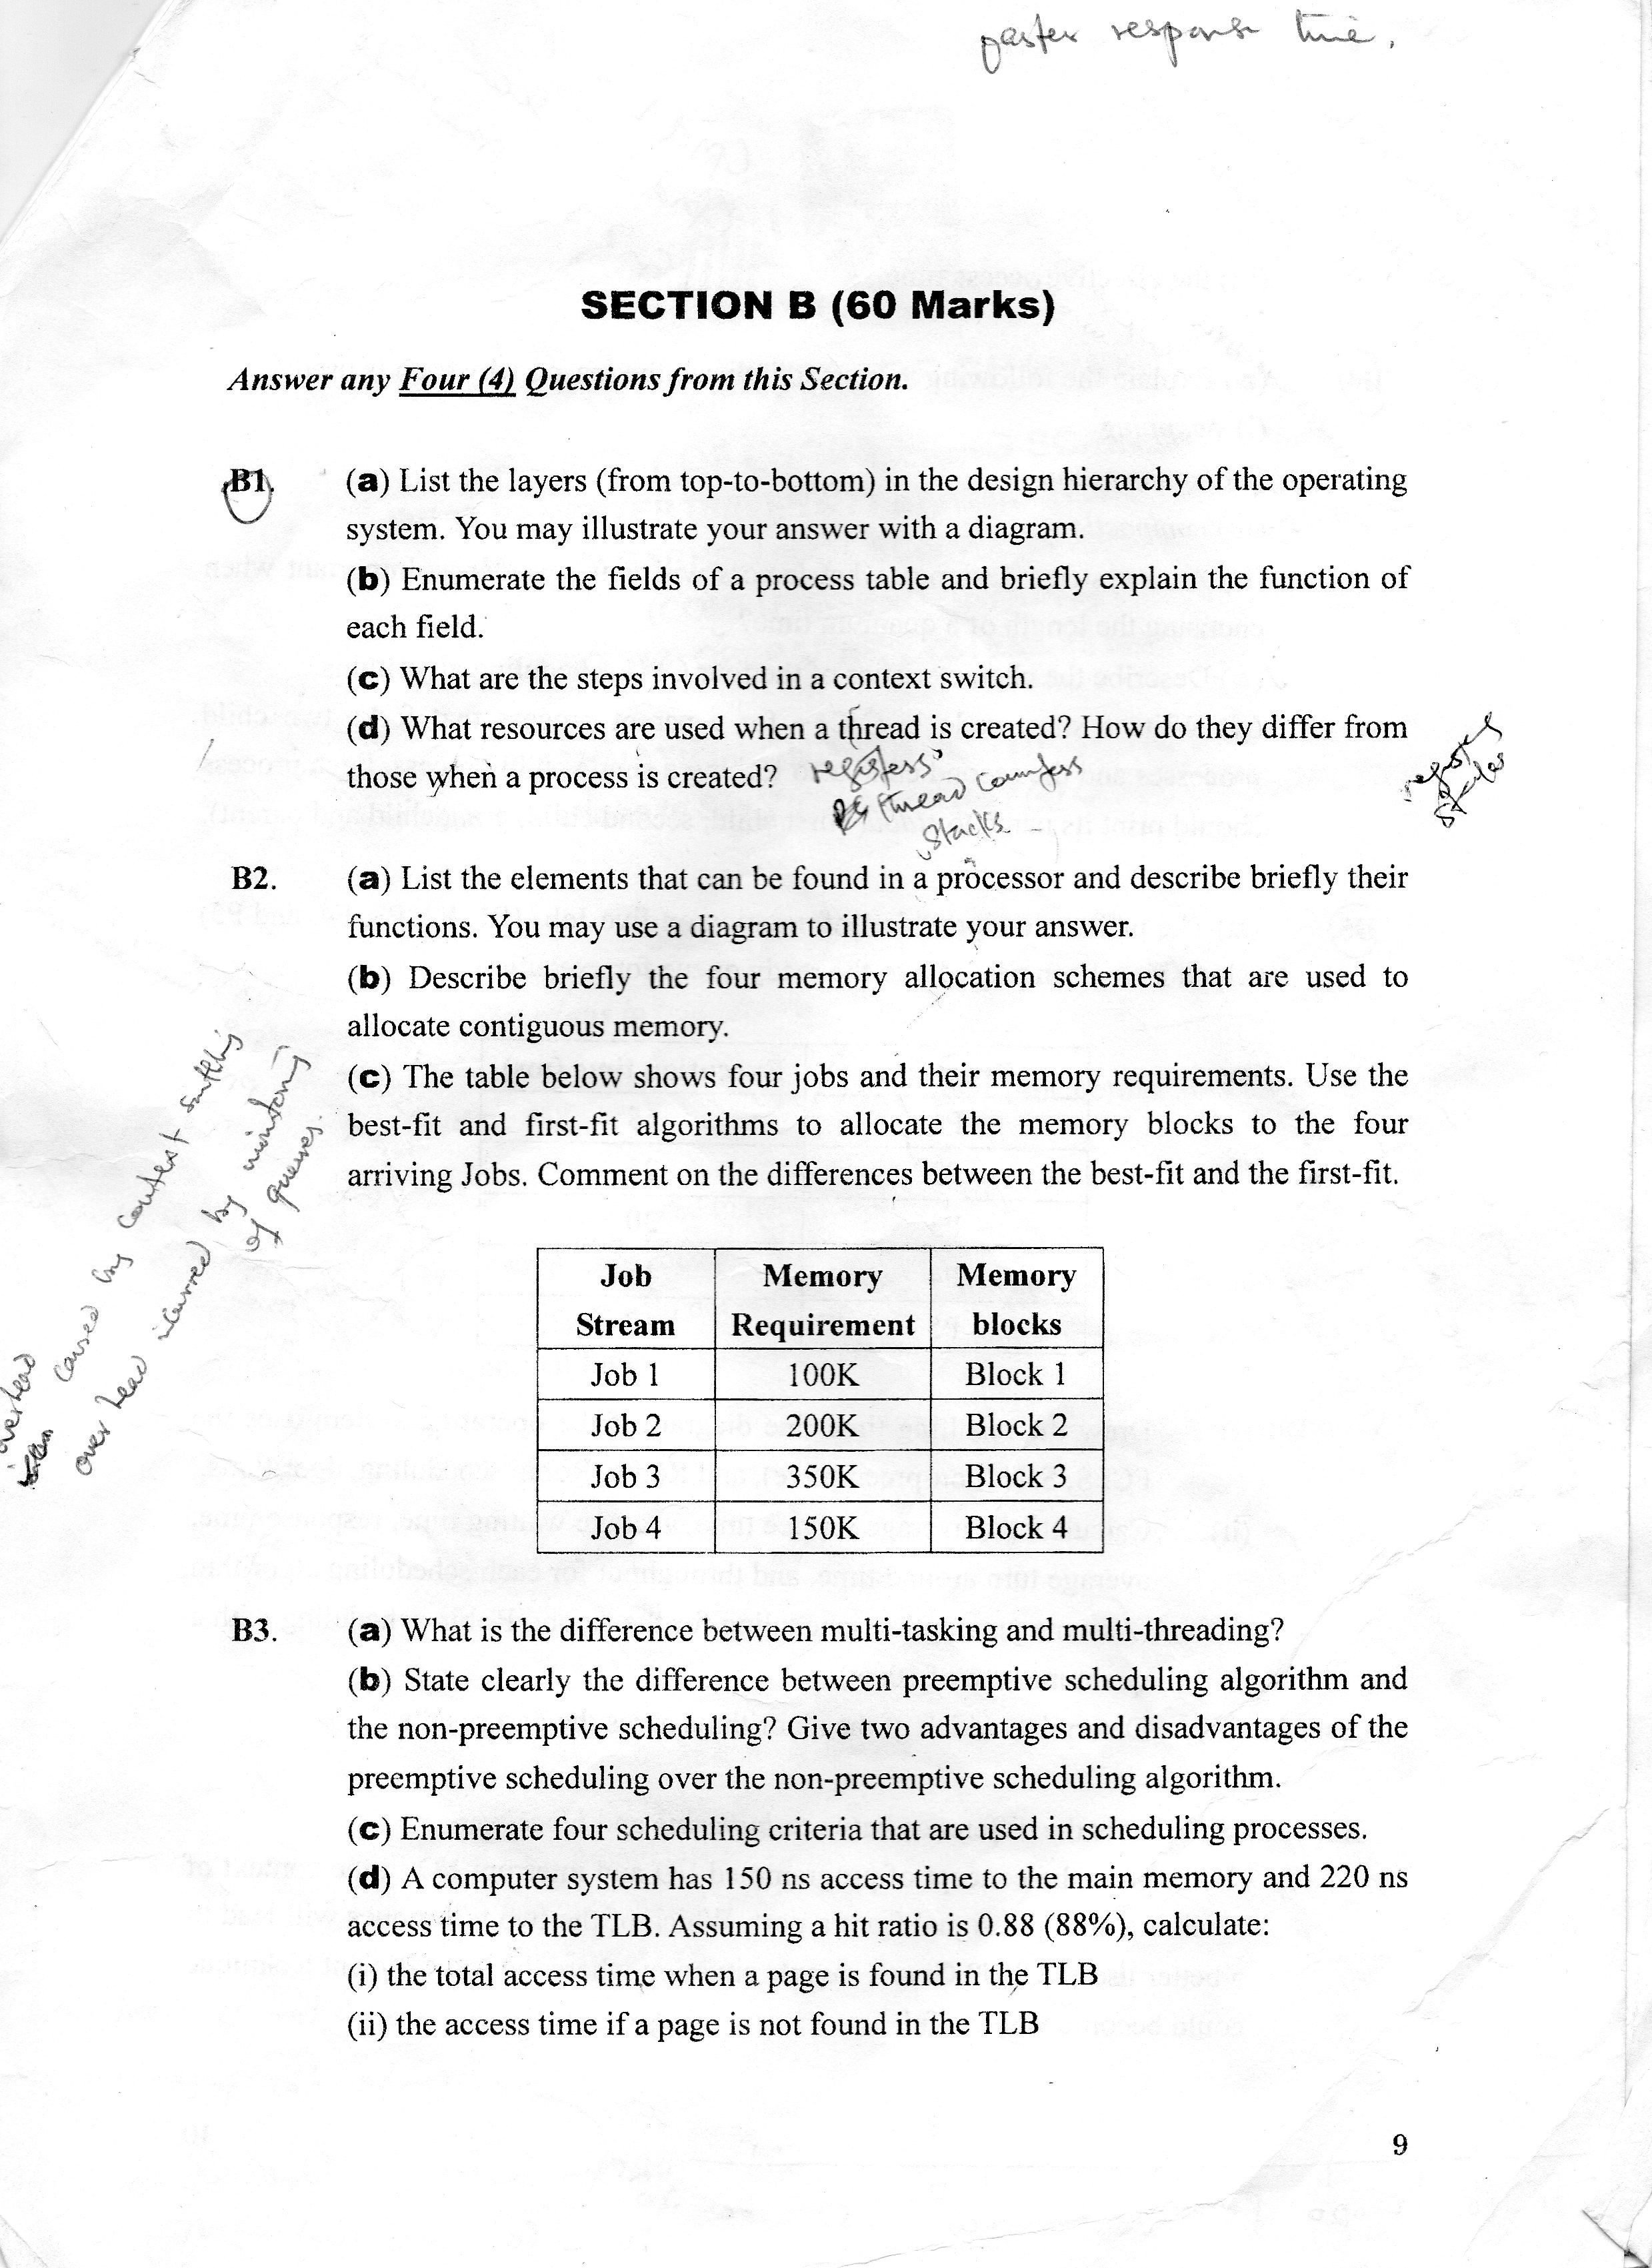 faster response time.
SECTION B (60 Marks)
Answer any Four (4) Questions from this Section.
B1. (a) List the layers (from top-to-bottom) in the design hierarchy of the operating
system. You may illustrate your answer with a diagram.
(b) Enumerate the fields of a process table and briefly explain the function of
each field.
(c) What are the steps involved in a context switch.
(d) What resources are used when a thread is created? How do they differ from
those when a process is created?
registers
thread counters
stacks
B2. (a) List the elements that can be found in a processor and describe briefly their
functions. You may use a diagram to illustrate your answer.
(b) Describe briefly the four memory allocation schemes that are used to
allocate contiguous memory.
(c) The table below shows four jobs and their memory requirements. Use the
best-fit and first-fit algorithms to allocate the memory blocks to the four
arriving Jobs. Comment on the differences between the best-fit and the first-fit.
overhead caused by context switching
over head incurred by monitoring
of queues.
Job Stream Memory Requirement Memory blocks
Job 1 100K Block 1
Job 2 200K Block 2
Job 3 350K Block 3
Job 4 150K Block 4
B3. (a) What is the difference between multi-tasking and multi-threading?
(b) State clearly the difference between preemptive scheduling algorithm and
the non-preemptive scheduling? Give two advantages and disadvantages of the
preemptive scheduling over the non-preemptive scheduling algorithm.
(c) Enumerate four scheduling criteria that are used in scheduling processes.
(d) A computer system has 150 ns access time to the main memory and 220 ns
access time to the TLB. Assuming a hit ratio is 0.88 (88%), calculate:
(i) the total access time when a page is found in the TLB
(ii) the access time if a page is not found in the TLB
9